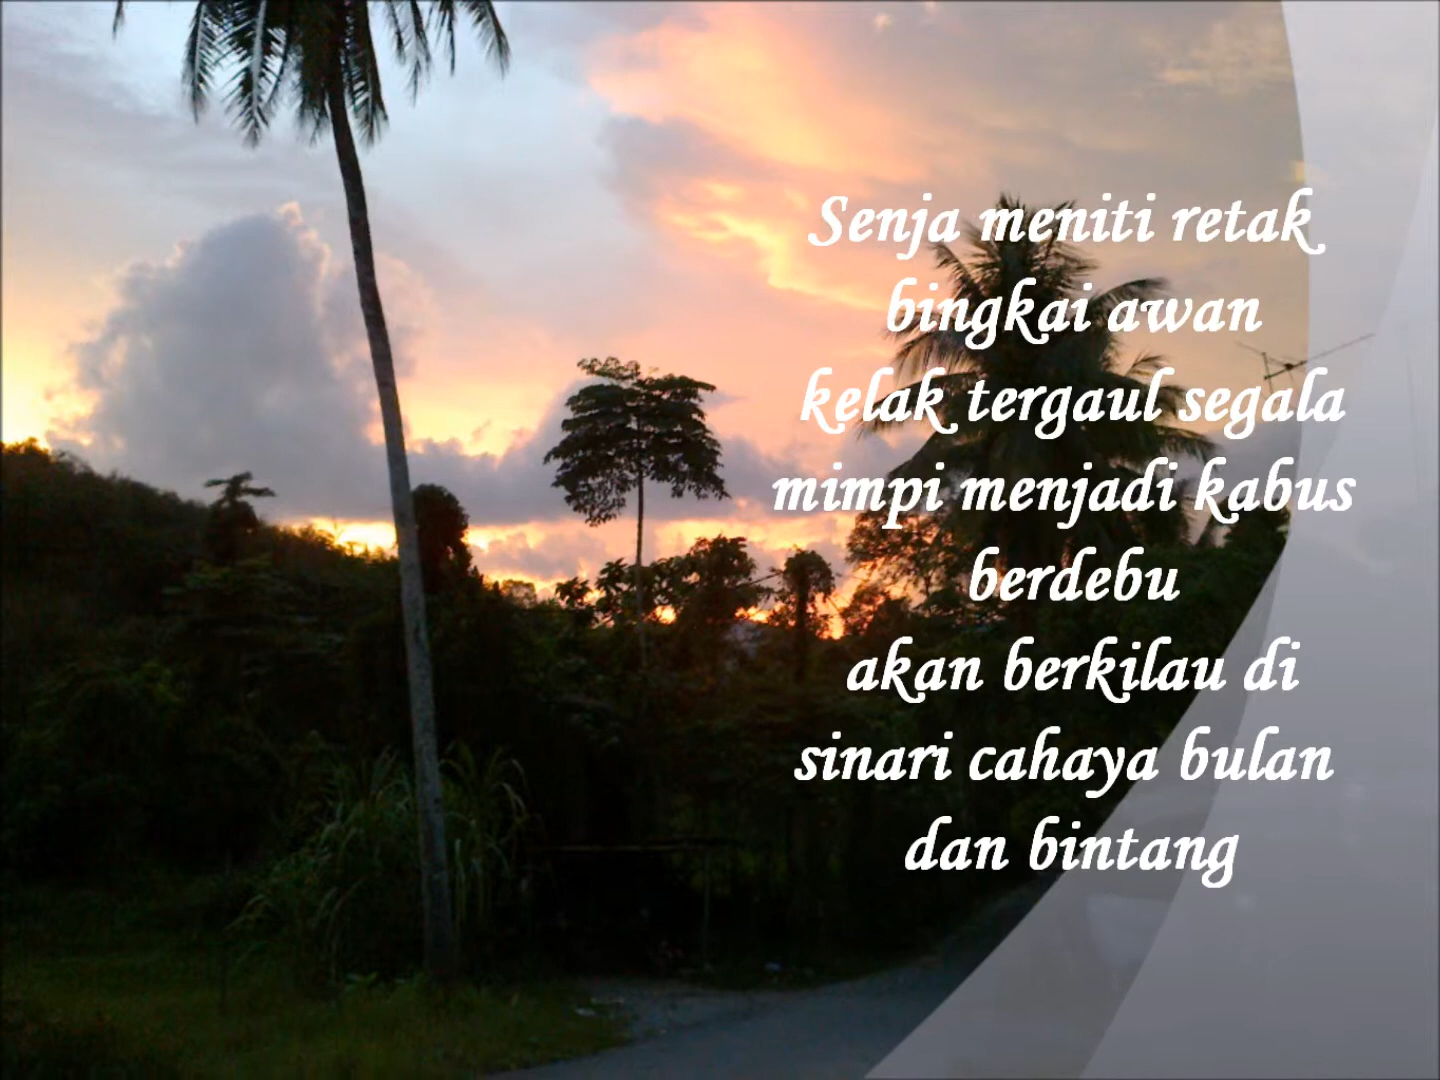 Senja meniti retak
bingkai awan
kelak tergaul segala
mimpi menjadi kabus
berdebu
akan berkilau di
sinari cahaya bulan
dan bintang